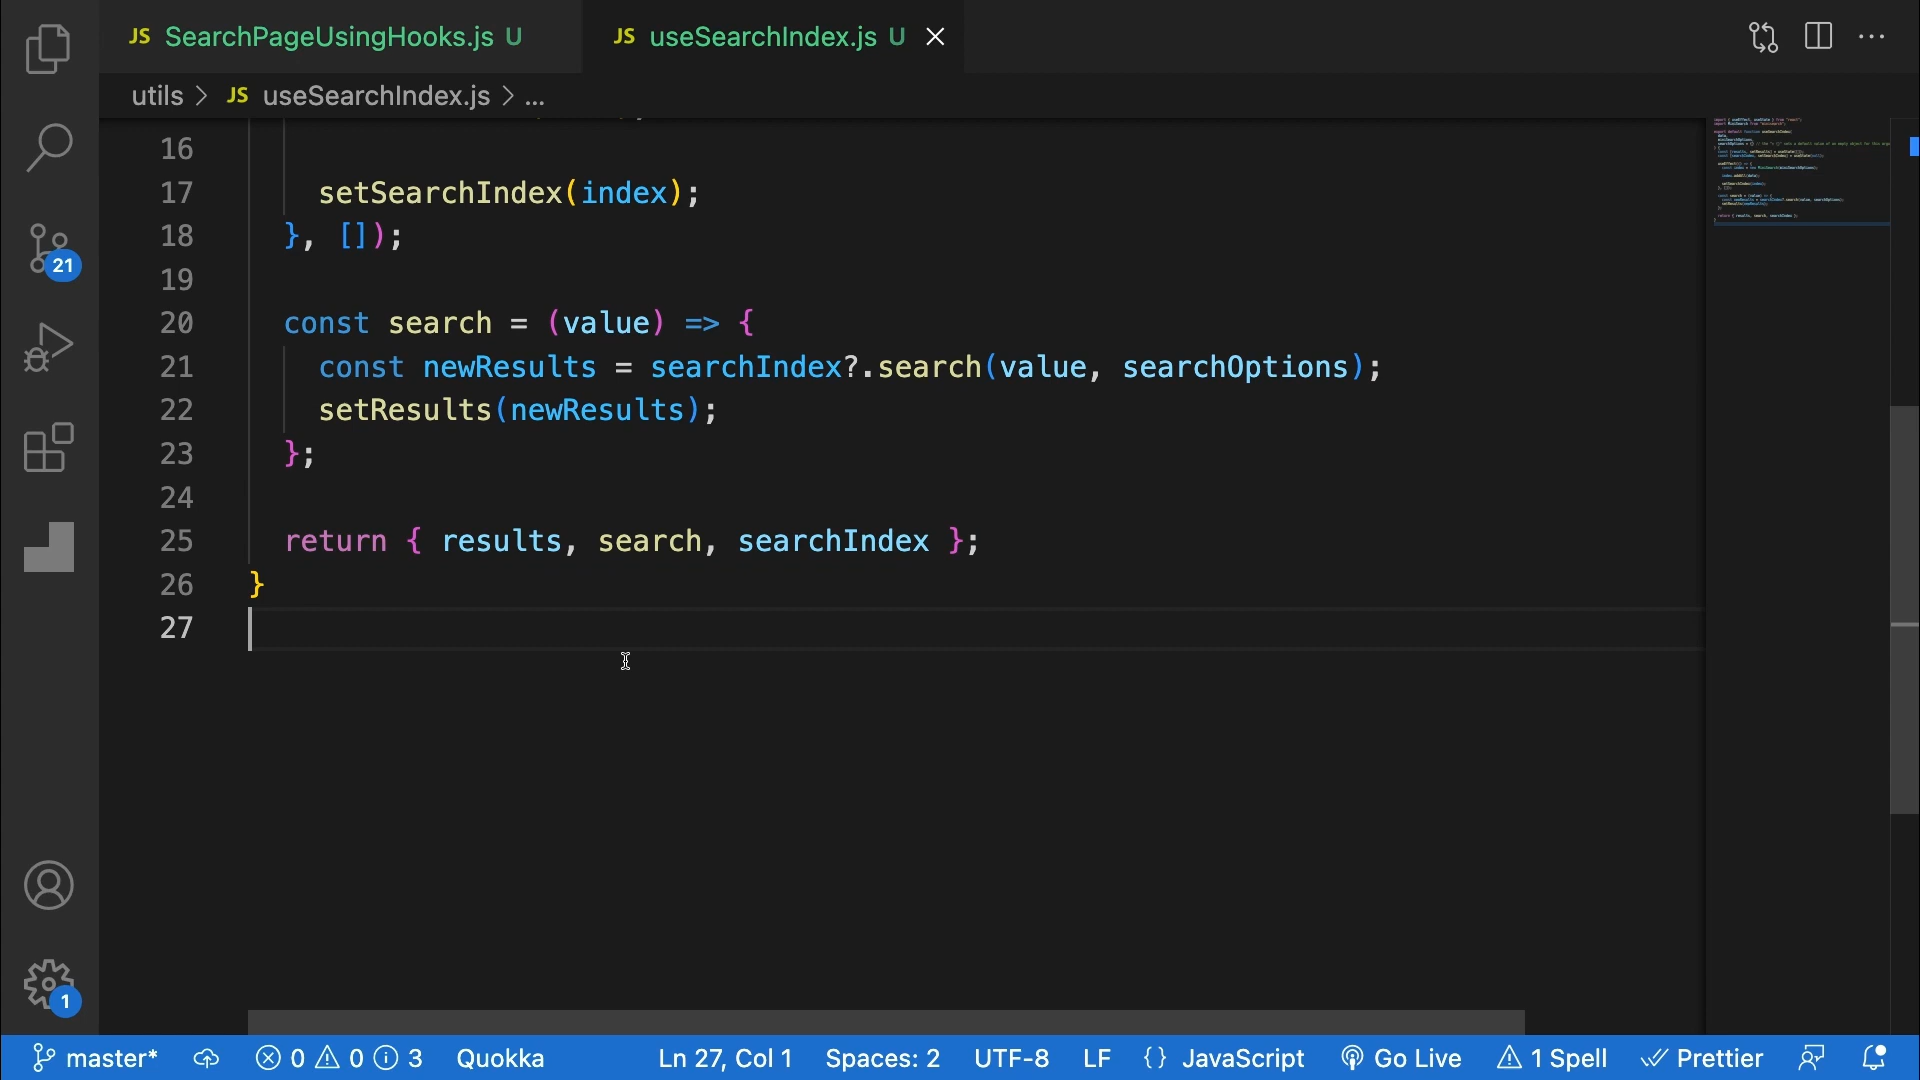 JS SearchPageUsingHooks.js U
JS useSearchIndex.js U
utils > JS useSearchIndex.js > ...
16
17 setSearchIndex(index);
18 }, []);
19
20 const search = (value) => {
21 const newResults = searchIndex?.search(value, searchOptions);
22 setResults(newResults);
23 };
24
25 return { results, search, searchIndex };
26 }
27
21
1
master* 0 0 3 Quokka Ln 27, Col 1 Spaces: 2 UTF-8 LF {} JavaScript Go Live 1 Spell Prettier